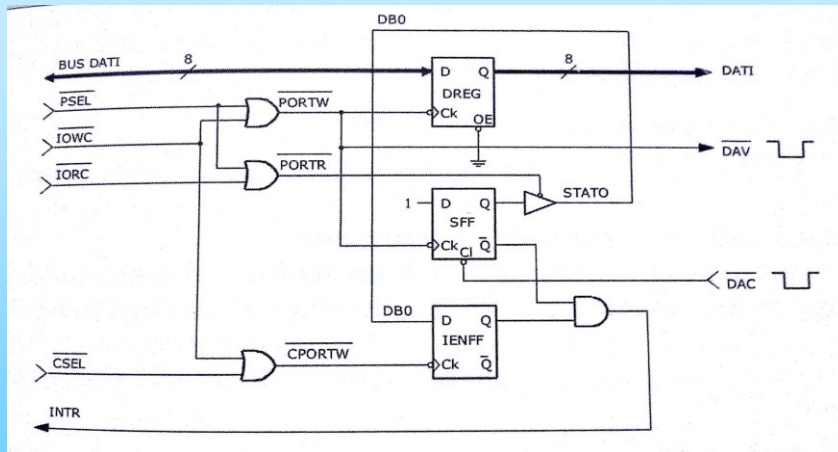 DB0
BUS DATI 8 D Q 8 DATI
DREG
PSEL PORTW Ck OE
IOWC DAV
IORC PORTR STATO
1 D Q
SFF
Ck Q
Cl DAC
DB0 D Q
IENFF
CSEL CPORTW Ck Q
INTR